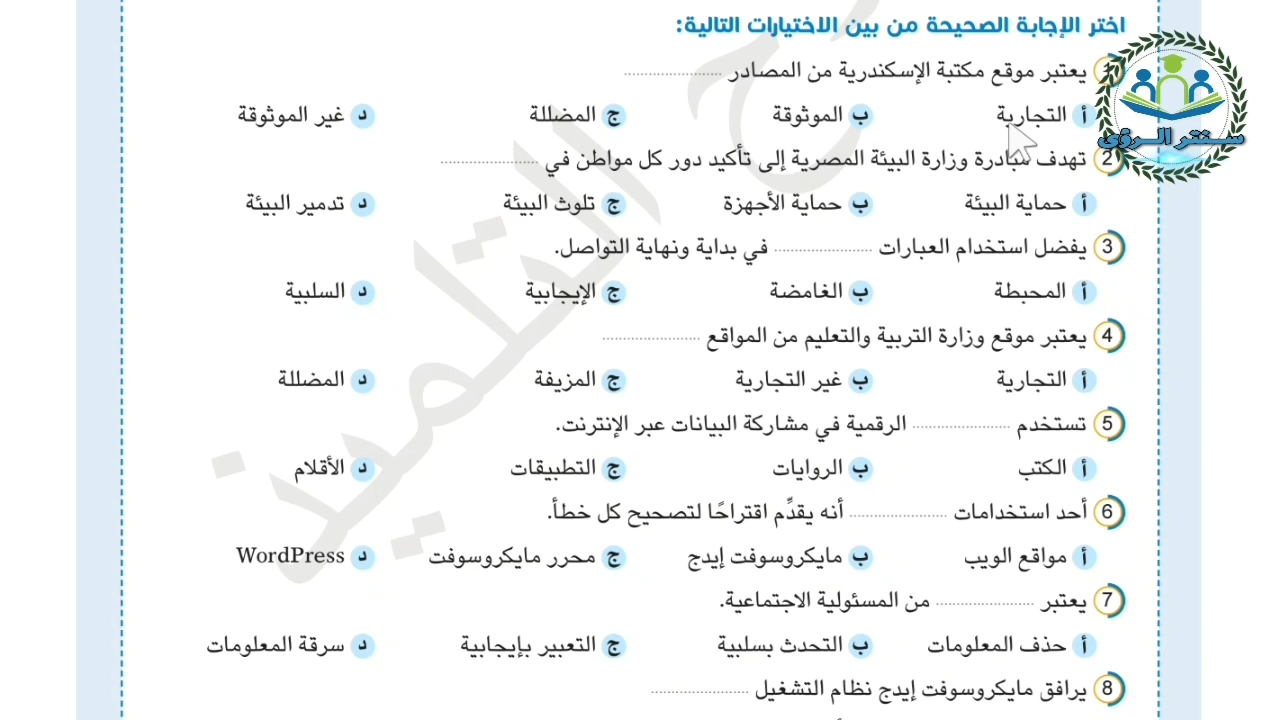 اختر الإجابة الصحيحة من بين الاختيارات التالية:
1 يعتبر موقع مكتبة الإسكندرية من المصادر ....................
أ التجارية ب الموثوقة ج المضللة د غير الموثوقة
2 تهدف مبادرة وزارة البيئة المصرية إلى تأكيد دور كل مواطن في ....................
أ حماية البيئة ب حماية الأجهزة ج تلوث البيئة د تدمير البيئة
3 يفضل استخدام العبارات .................... في بداية ونهاية التواصل.
أ المحبطة ب الغامضة ج الإيجابية د السلبية
4 يعتبر موقع وزارة التربية والتعليم من المواقع ....................
أ التجارية ب غير التجارية ج المزيفة د المضللة
5 تستخدم .................... الرقمية في مشاركة البيانات عبر الإنترنت.
أ الكتب ب الروايات ج التطبيقات د الأقلام
6 أحد استخدامات .................... أنه يقدِّم اقتراحًا لتصحيح كل خطأ.
أ مواقع الويب ب مايكروسوفت إيدج ج محرر مايكروسوفت د WordPress
7 يعتبر .................... من المسئولية الاجتماعية.
أ حذف المعلومات ب التحدث بسلبية ج التعبير بإيجابية د سرقة المعلومات
8 يرافق مايكروسوفت إيدج نظام التشغيل ....................
سنتر الرؤى
التلميذ